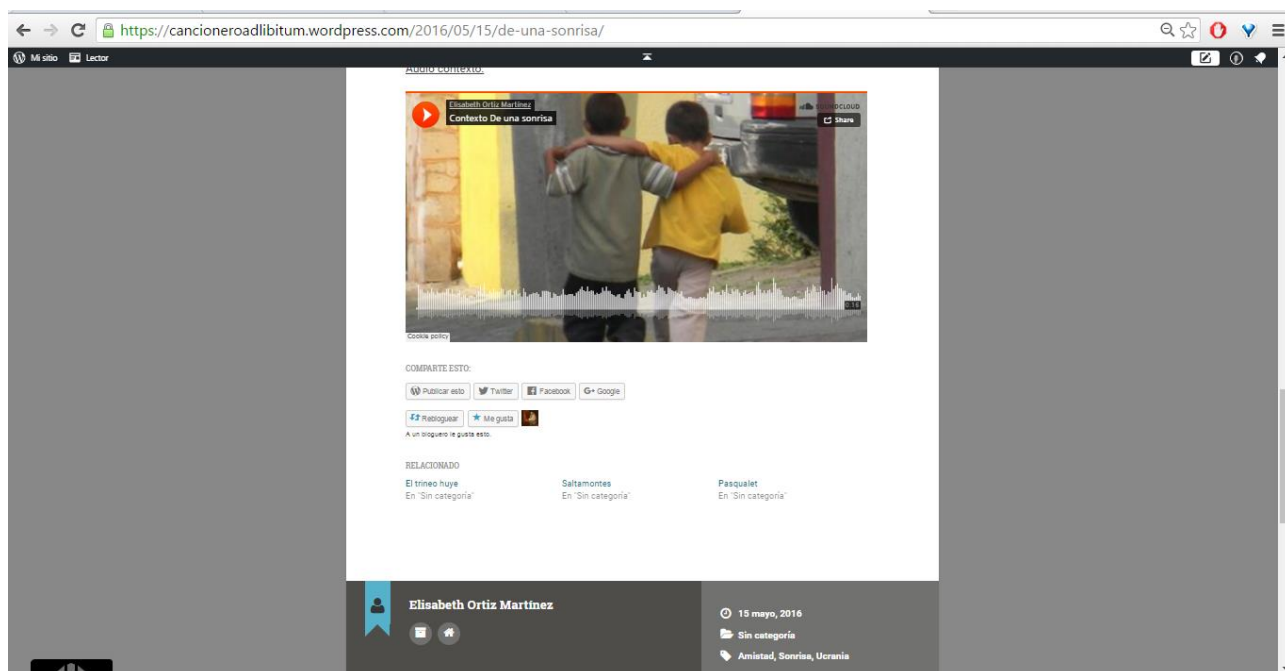 https://cancioneroadlibitum.wordpress.com/2016/05/15/de-una-sonrisa/
Mi sitio Lector
Audio contexto.
Elisabeth Ortiz Martínez
Contexto De una sonrisa
SOUNDCLOUD
Share
0:16
Cookie policy
COMPARTE ESTO:
Publicar esto Twitter Facebook G+ Google
Rebloguear Me gusta
A un bloguero le gusta esto.
RELACIONADO
El trineo huye Saltamontes Pasqualet
En "Sin categoría" En "Sin categoría" En "Sin categoría"
Elisabeth Ortiz Martínez
15 mayo, 2016
Sin categoría
Amistad, Sonrisa, Ucrania